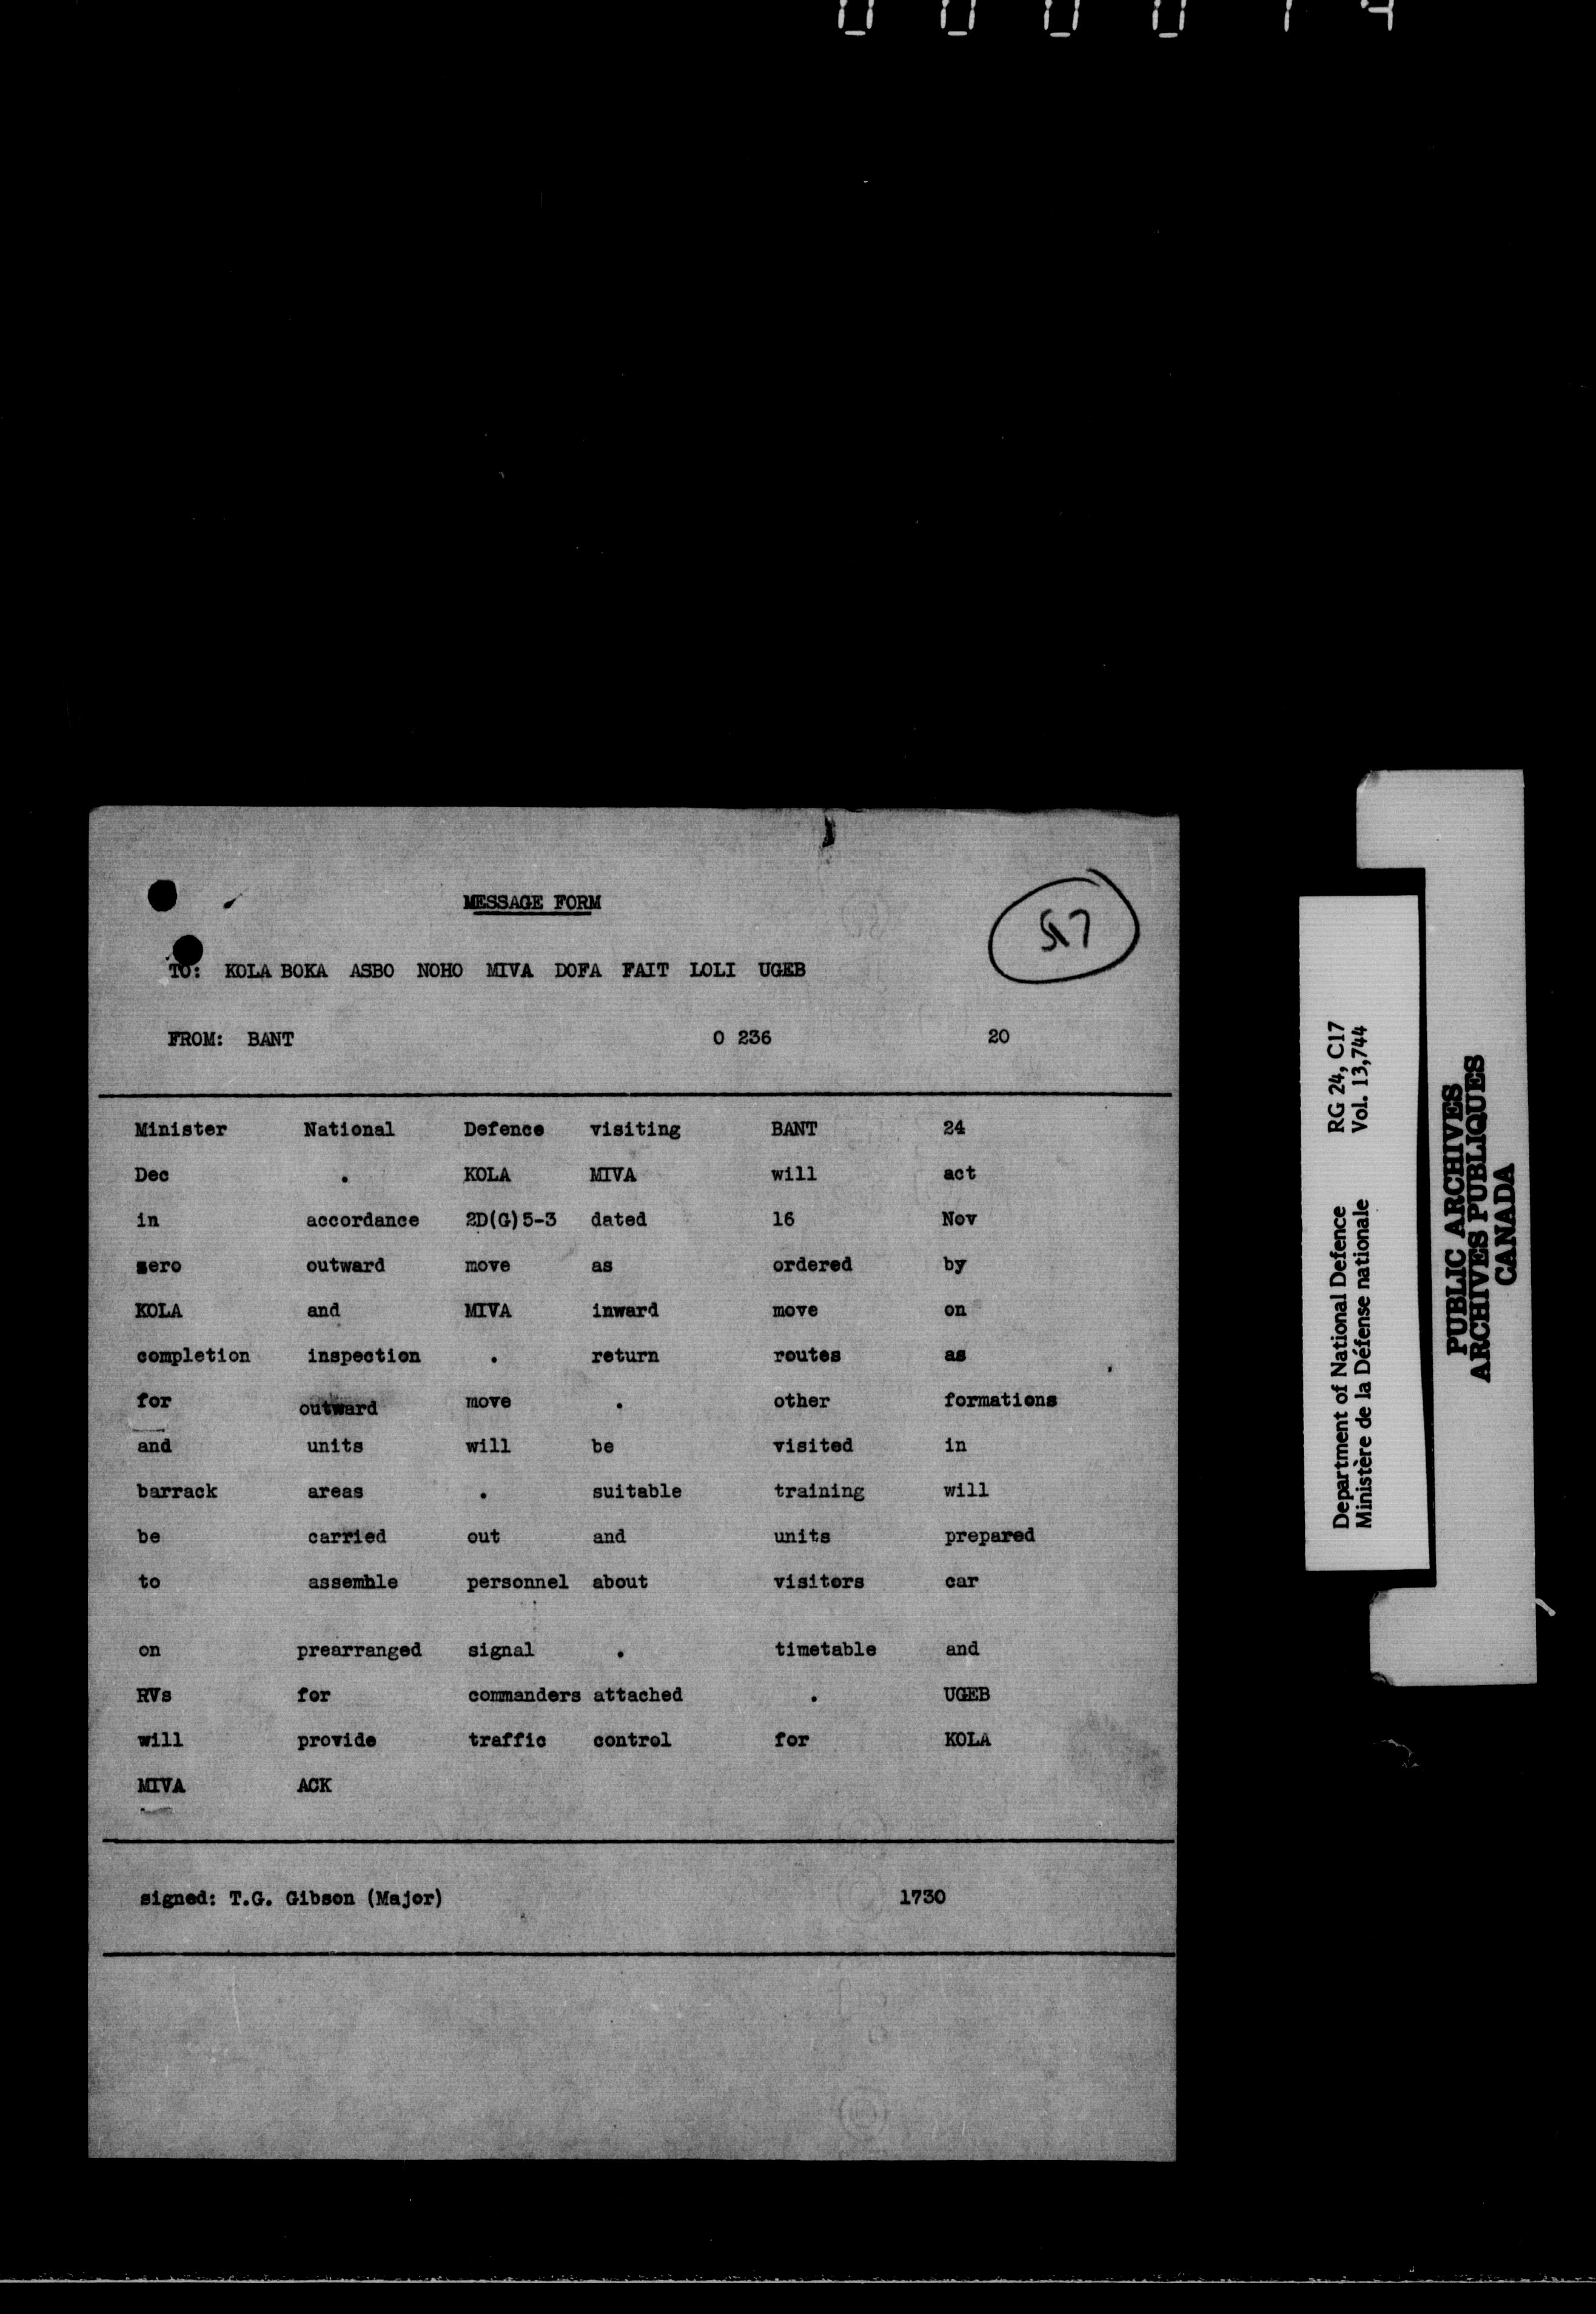 MESSAGE FORM
517
TO: KOLA BOKA ASBO NOHO MIVA DOFA FAIT LOLI UGEB
FROM: BANT O 236 20
Minister National Defence visiting BANT 24
Dec . KOLA MIVA will act
in accordance 2D(G)5-3 dated 16 Nov
zero outward move as ordered by
KOLA and MIVA inward move on
completion inspection . return routes as
for outward move . other formations
and units will be visited in
barrack areas . suitable training will
be carried out and units prepared
to assemble personnel about visitors car
on prearranged signal . timetable and
RVs for commanders attached . UGEB
will provide traffic control for KOLA
MIVA ACK
signed: T.G. Gibson (Major) 1730
Department of National Defence RG 24, C17
Ministère de la Défense nationale Vol. 13,744
PUBLIC ARCHIVES
ARCHIVES PUBLIQUES
CANADA